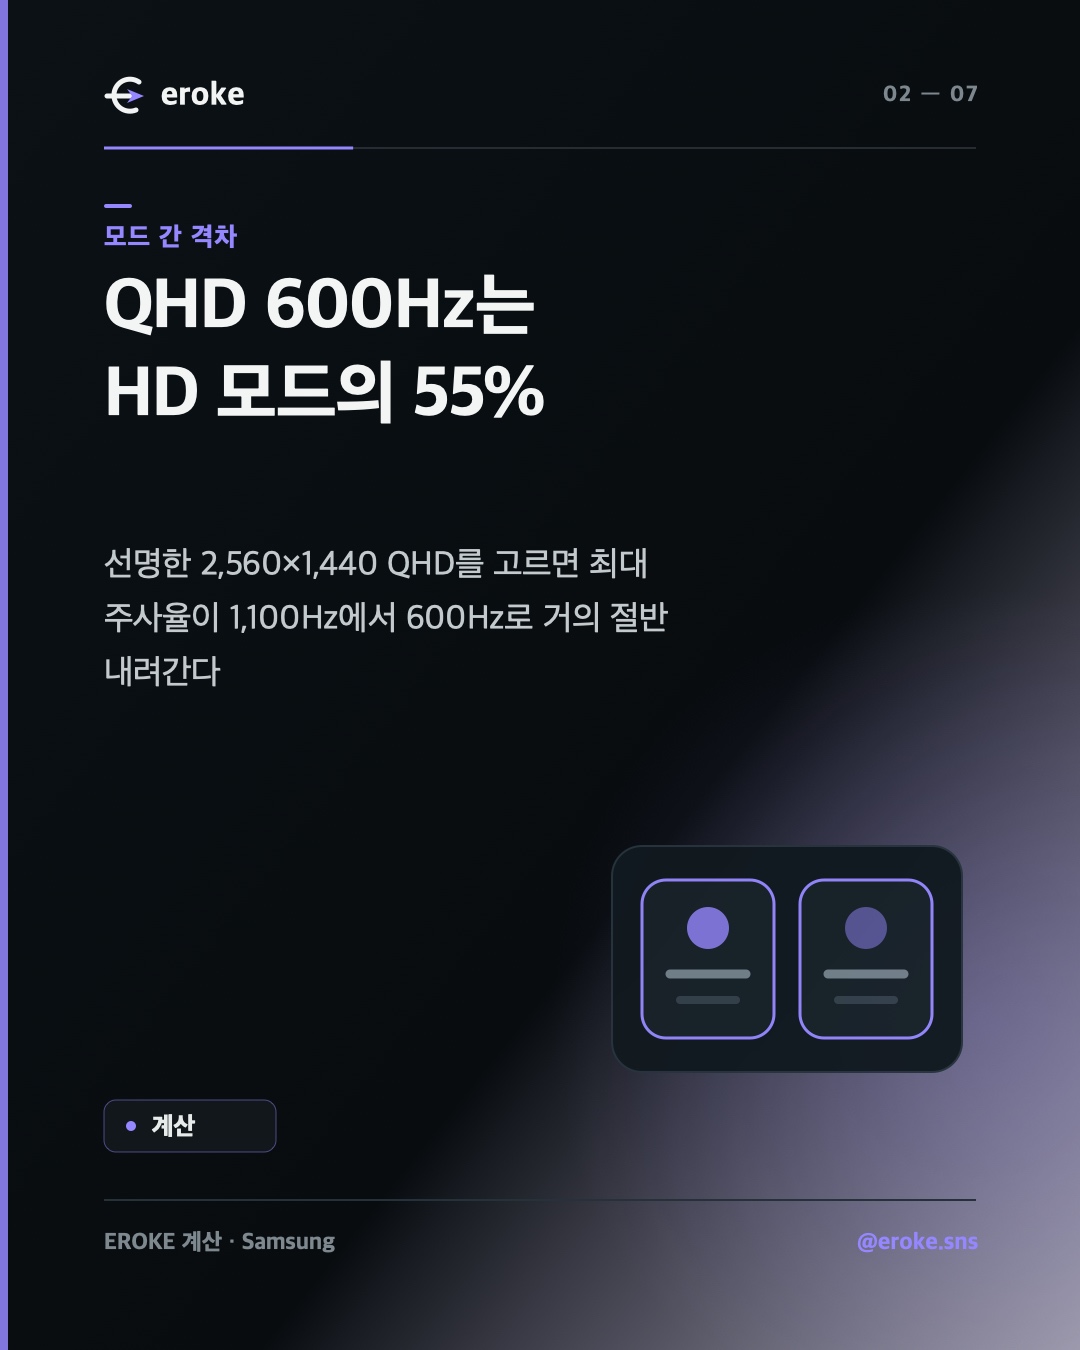 eroke
02 — 07
모드 간 격차
QHD 600Hz는
HD 모드의 55%
선명한 2,560×1,440 QHD를 고르면 최대
주사율이 1,100Hz에서 600Hz로 거의 절반
내려간다
계산
EROKE 계산 · Samsung
@eroke.sns